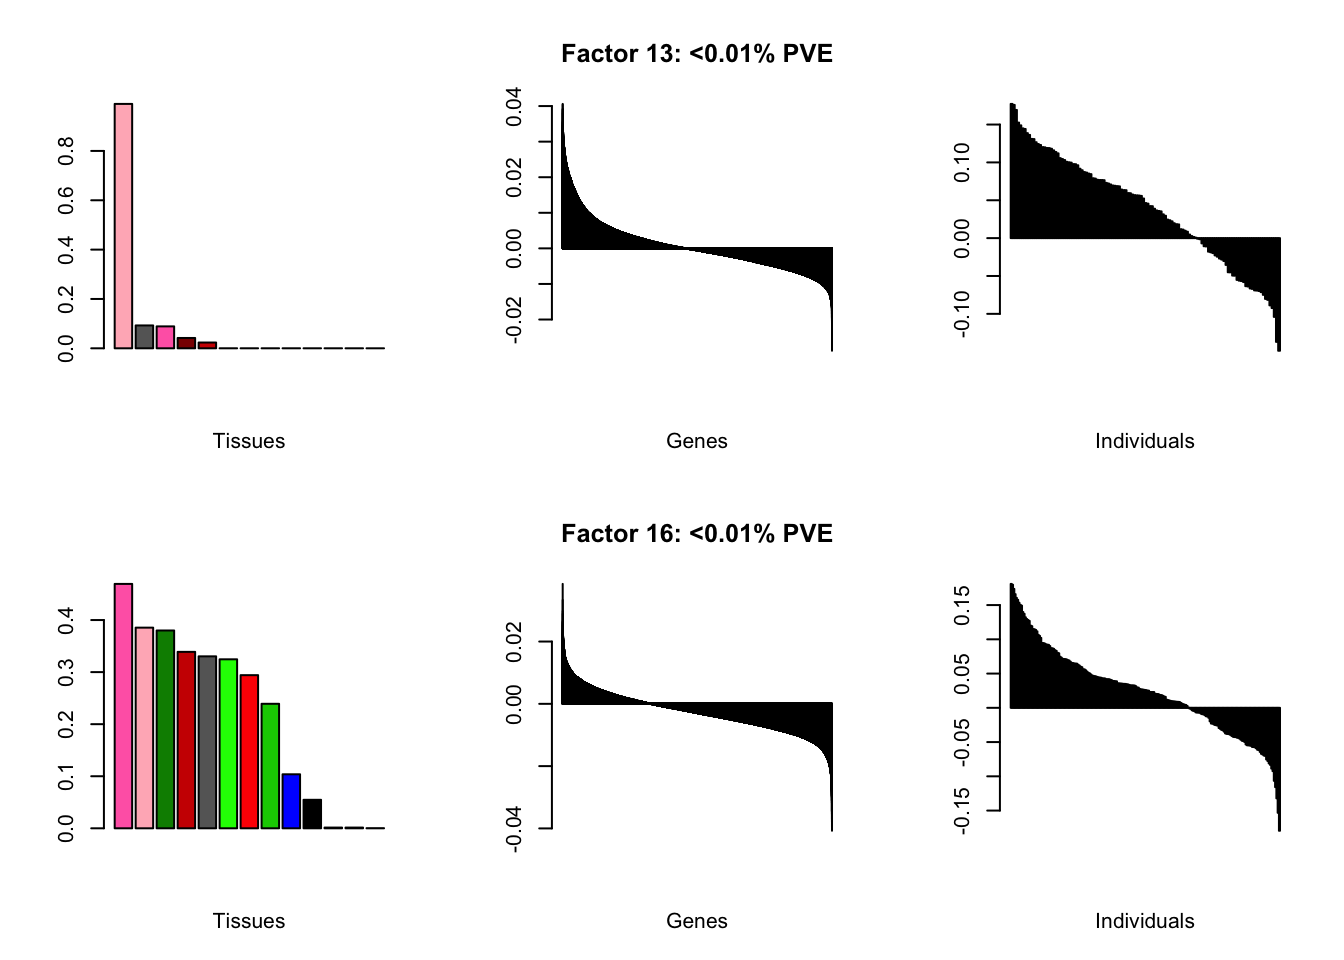 Factor 13: <0.01% PVE
0.0 0.2 0.4 0.6 0.8
Tissues
-0.02 0.00 0.02 0.04
Genes
-0.10 0.00 0.10
Individuals
Factor 16: <0.01% PVE
0.0 0.1 0.2 0.3 0.4
Tissues
-0.04 0.00 0.02
Genes
-0.15 -0.05 0.05 0.15
Individuals